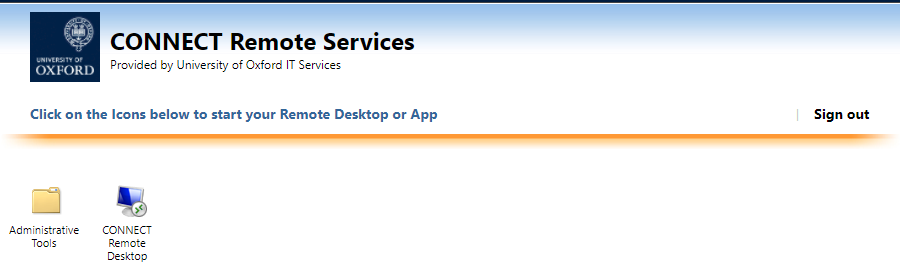 UNIVERSITY OF
OXFORD
CONNECT Remote Services
Provided by University of Oxford IT Services
Click on the Icons below to start your Remote Desktop or App
| Sign out
Administrative
Tools
CONNECT
Remote
Desktop